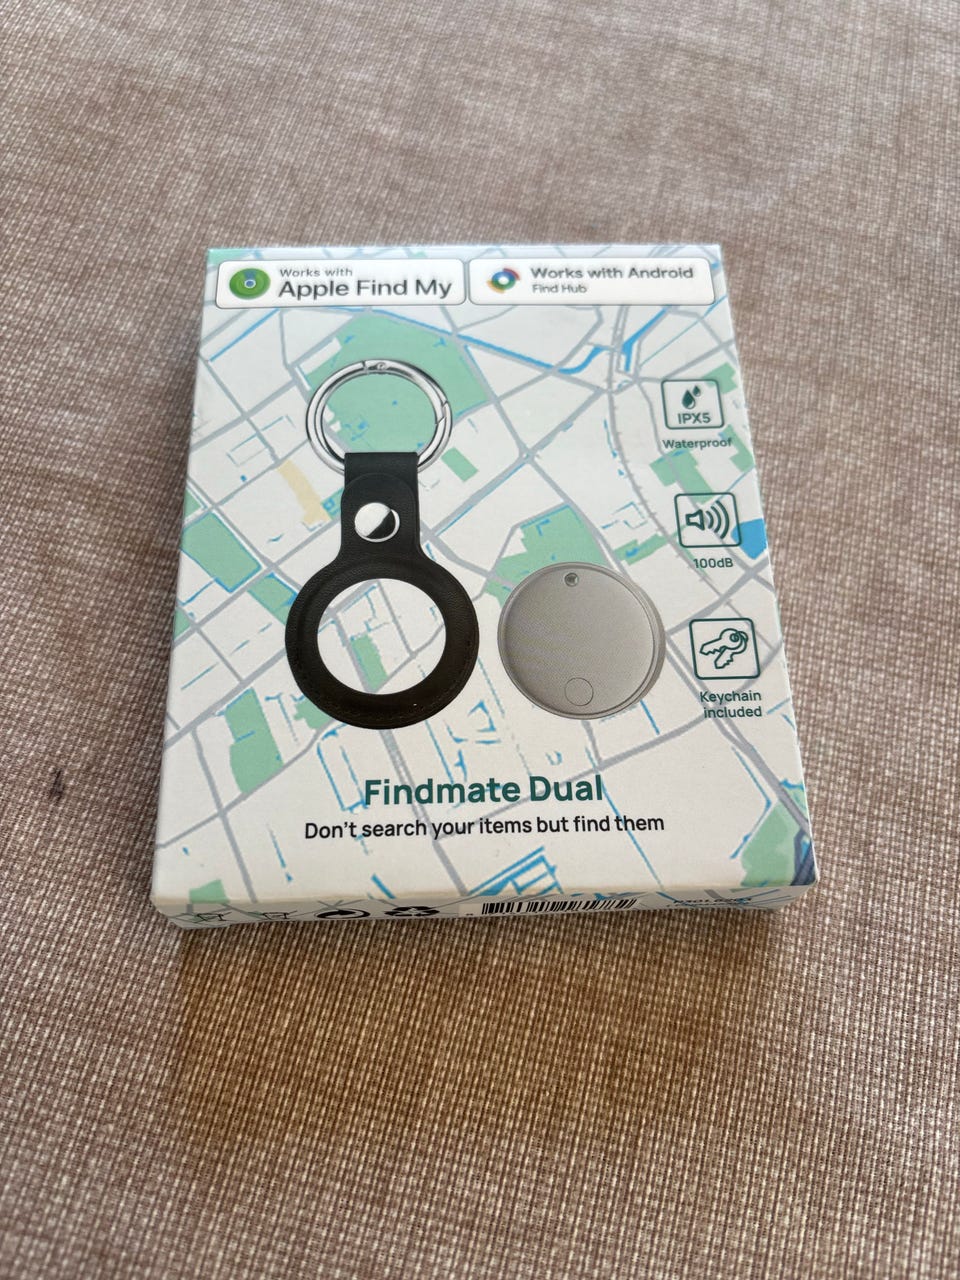 Works with
Apple Find My
Works with Android
Find Hub
IPX5
Waterproof
100dB
Keychain
included
Findmate Dual
Don't search your items but find them